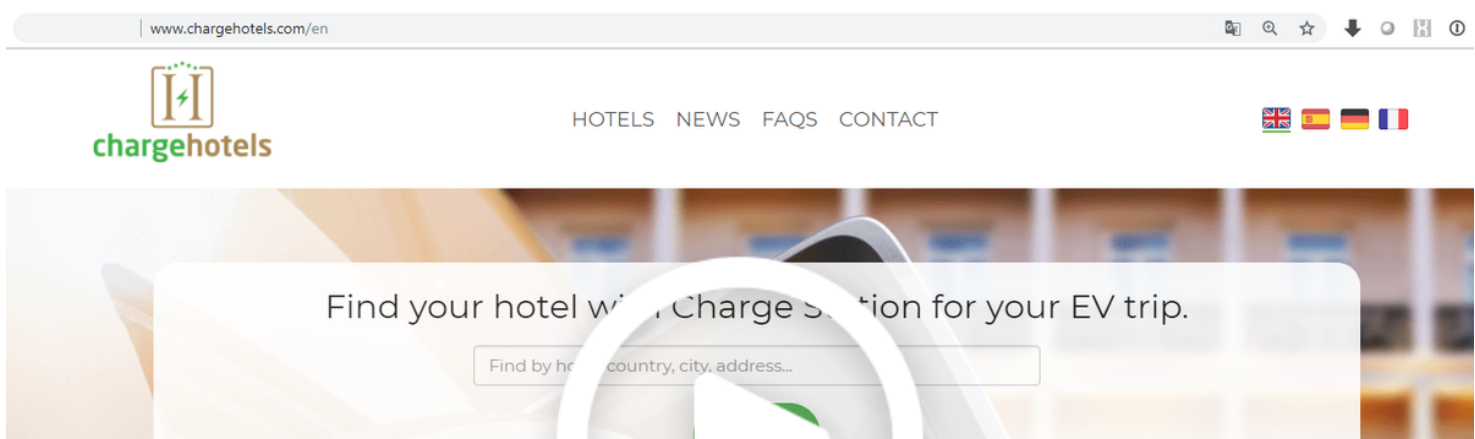 www.chargehotels.com/en
H
chargehotels
HOTELS NEWS FAQS CONTACT
Find your hotel Charge for your EV trip.
Find by country, city, address...